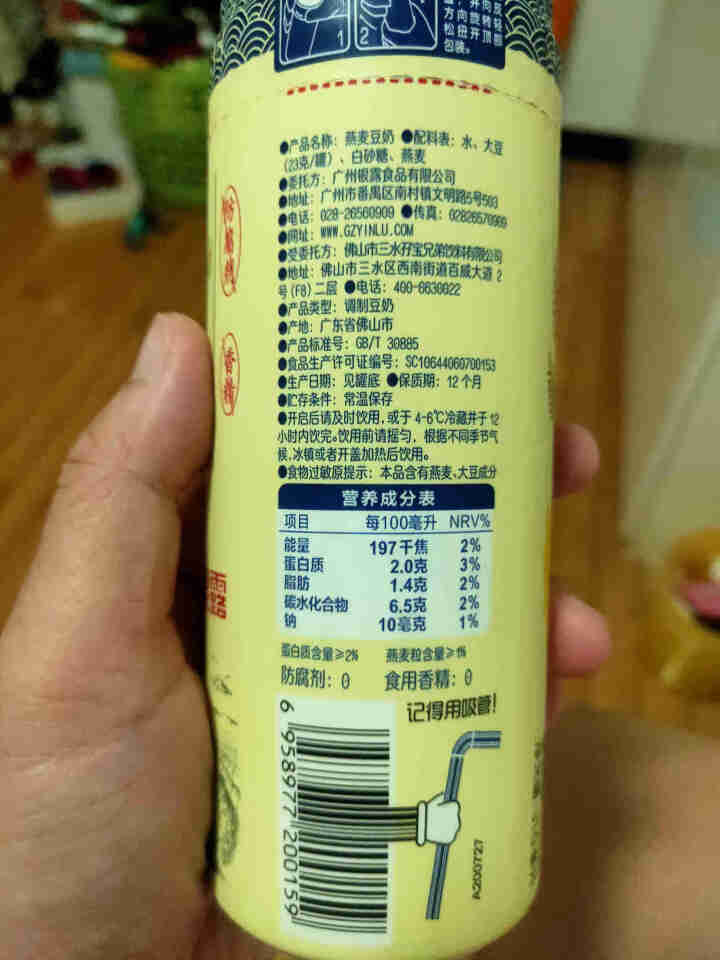 1 2
包装。
●产品名称：燕麦豆奶 ●配料表：水、大豆
(23克/罐)、白砂糖、燕麦
●委托方：广州银露食品有限公司
●地址：广州市番禺区南村镇文明路5号503
●电话：028-26560909 ●传真：02826570909
●网址：WWW.GZYINLU.COM
●受委托方：佛山市三水孖宝兄弟饮料有限公司
●地址：佛山市三水区西南街道百威大道 2
号(F8)二层 ●电话：400-6630022
●产品类型：调制豆奶
●产地：广东省佛山市
●产品标准号：GB/T 30885
●食品生产许可证编号：SC10644060700153
●生产日期：见罐底 ●保质期：12个月
●贮存条件：常温保存
●开启后请及时饮用，或于 4-6℃冷藏并于 12
小时内饮完。饮用前请摇匀，根据不同季节气
候，冰镇或者开盖加热后饮用。
●食物过敏原提示：本品含有燕麦、大豆成分
营养成分表
项目 每100毫升 NRV%
能量 197千焦 2%
蛋白质 2.0克 3%
脂肪 1.4克 2%
碳水化合物 6.5克 2%
钠 10毫克 1%
蛋白质含量≥2% 燕麦粒含量≥1%
防腐剂：0 食用香精：0
记得用吸管！
6 958977 200159
A200727
香精
露